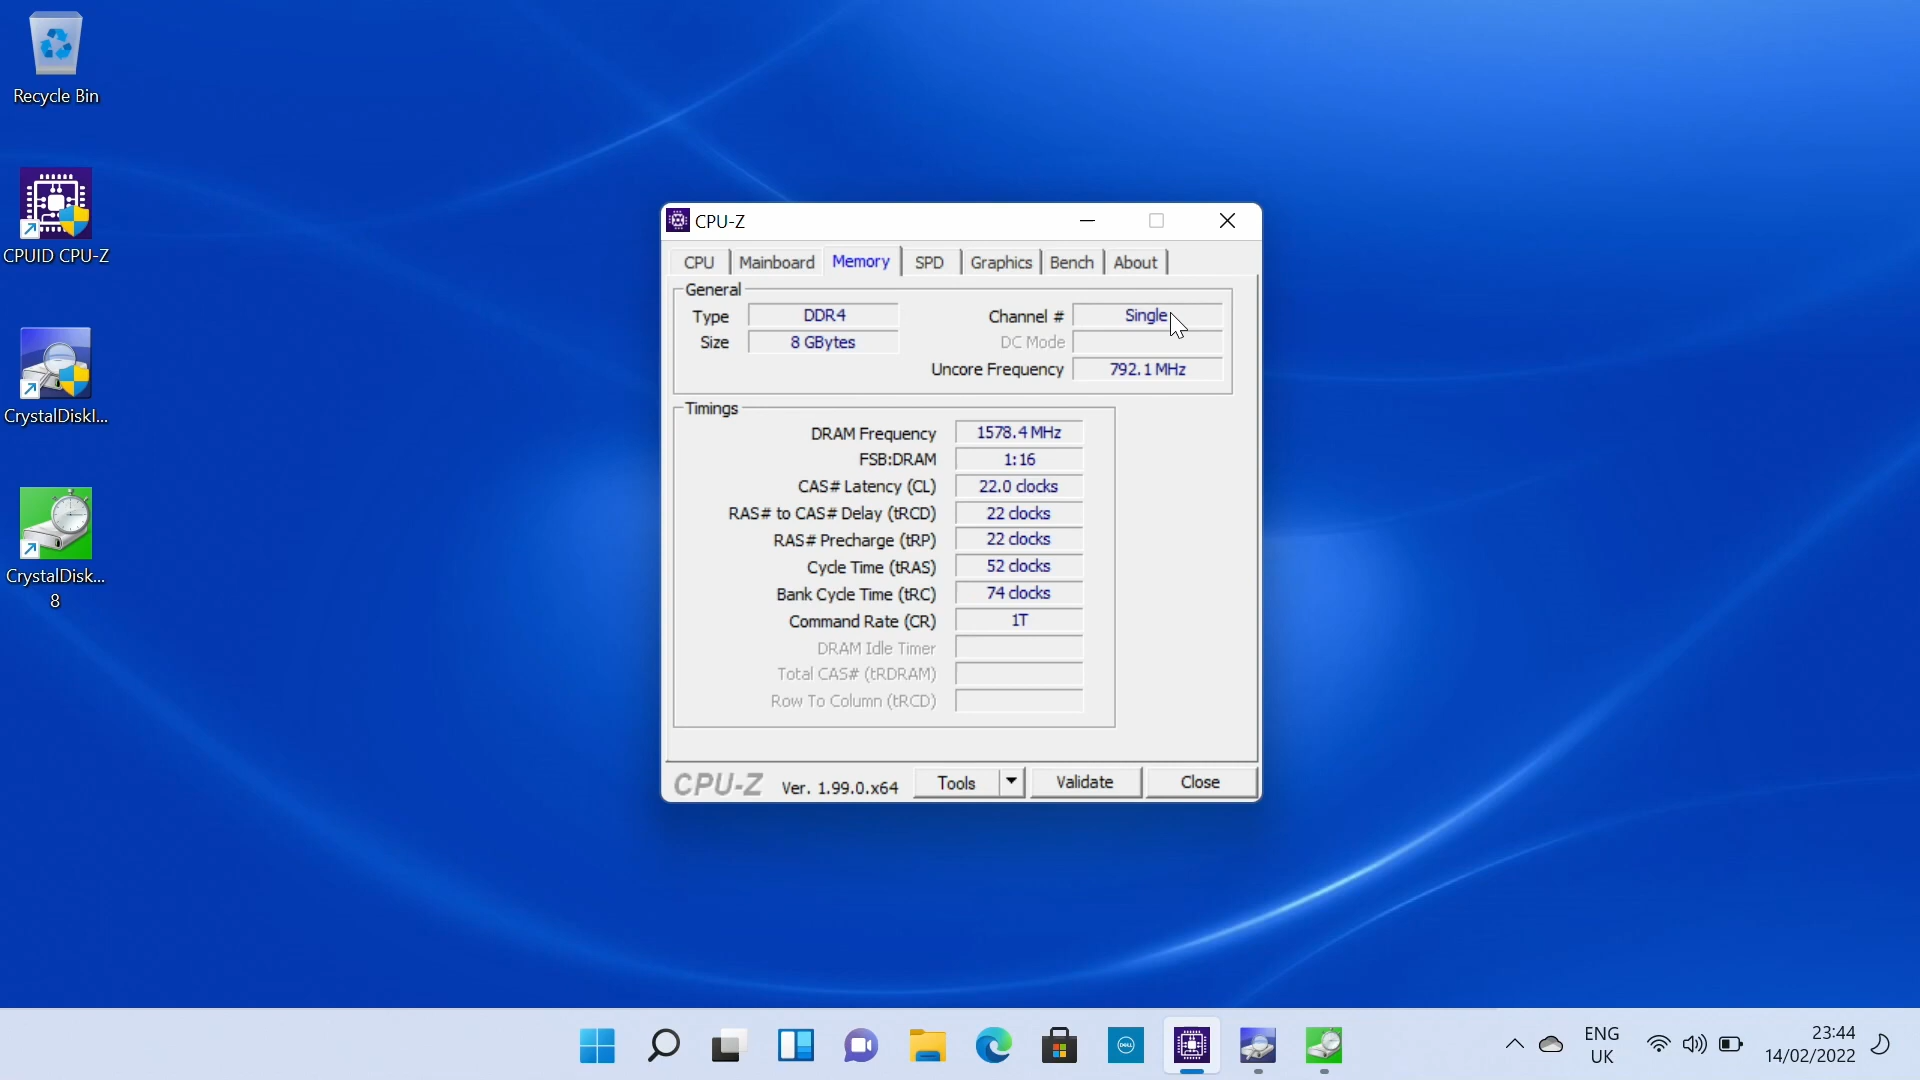 Recycle Bin
CPUID CPU-Z
CrystalDiskI...
CrystalDisk...
8
CPU-Z
CPU Mainboard Memory SPD Graphics Bench About
General
Type DDR4 Channel # Single
Size 8 GBytes DC Mode
Uncore Frequency 792.1 MHz
Timings
DRAM Frequency 1578.4 MHz
FSB:DRAM 1:16
CAS# Latency (CL) 22.0 clocks
RAS# to CAS# Delay (tRCD) 22 clocks
RAS# Precharge (tRP) 22 clocks
Cycle Time (tRAS) 52 clocks
Bank Cycle Time (tRC) 74 clocks
Command Rate (CR) 1T
DRAM Idle Timer
Total CAS# (tRDRAM)
Row To Column (tRCD)
CPU-Z Ver. 1.99.0.x64 Tools Validate Close
DELL
ENG
UK
23:44
14/02/2022